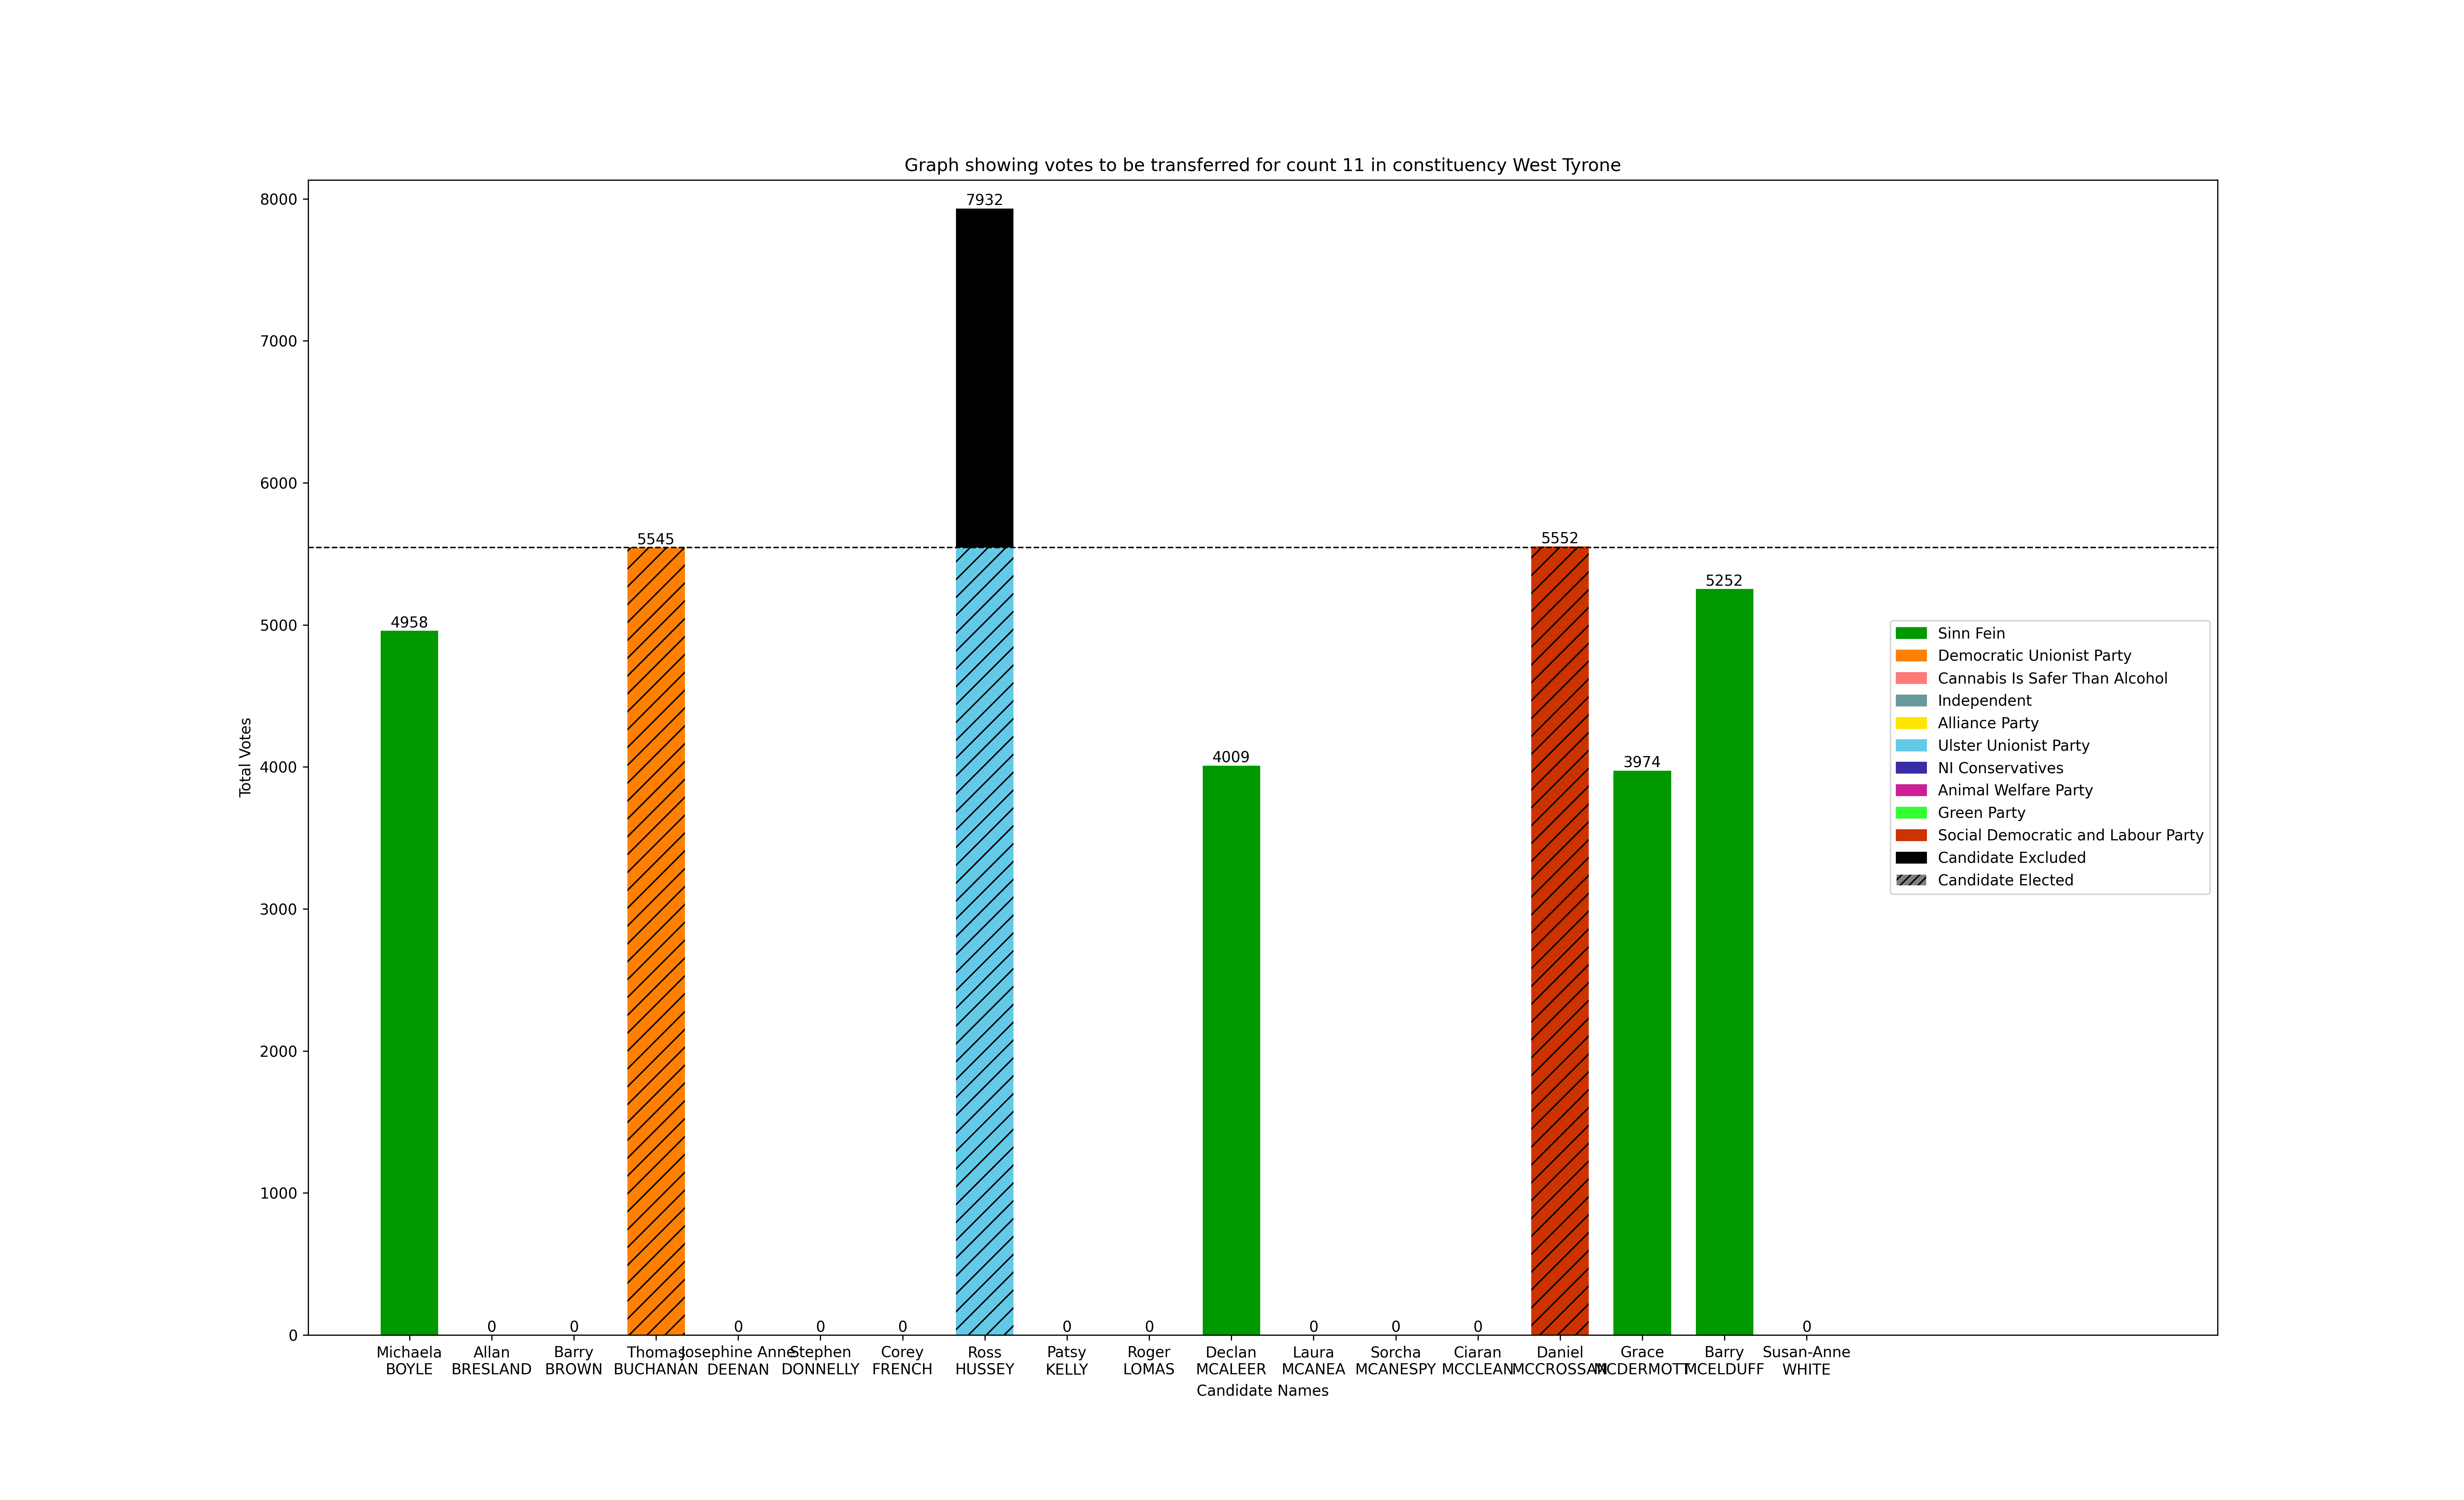 Graph showing votes to be transferred for count 11 in constituency West Tyrone
8000
7000
6000
5000
4000
3000
2000
1000
0
Total Votes
4958
0
0
5545
0
0
0
7932
0
0
4009
0
0
0
5552
3974
5252
0
Michaela
BOYLE
Allan
BRESLAND
Barry
BROWN
Thomas
BUCHANAN
Josephine Anne
DEENAN
Stephen
DONNELLY
Corey
FRENCH
Ross
HUSSEY
Patsy
KELLY
Roger
LOMAS
Declan
MCALEER
Laura
MCANEA
Sorcha
MCANESPY
Ciaran
MCCLEAN
Daniel
MCCROSSAN
Grace
MCDERMOTT
Barry
MCELDUFF
Susan-Anne
WHITE
Candidate Names
Sinn Fein
Democratic Unionist Party
Cannabis Is Safer Than Alcohol
Independent
Alliance Party
Ulster Unionist Party
NI Conservatives
Animal Welfare Party
Green Party
Social Democratic and Labour Party
Candidate Excluded
Candidate Elected